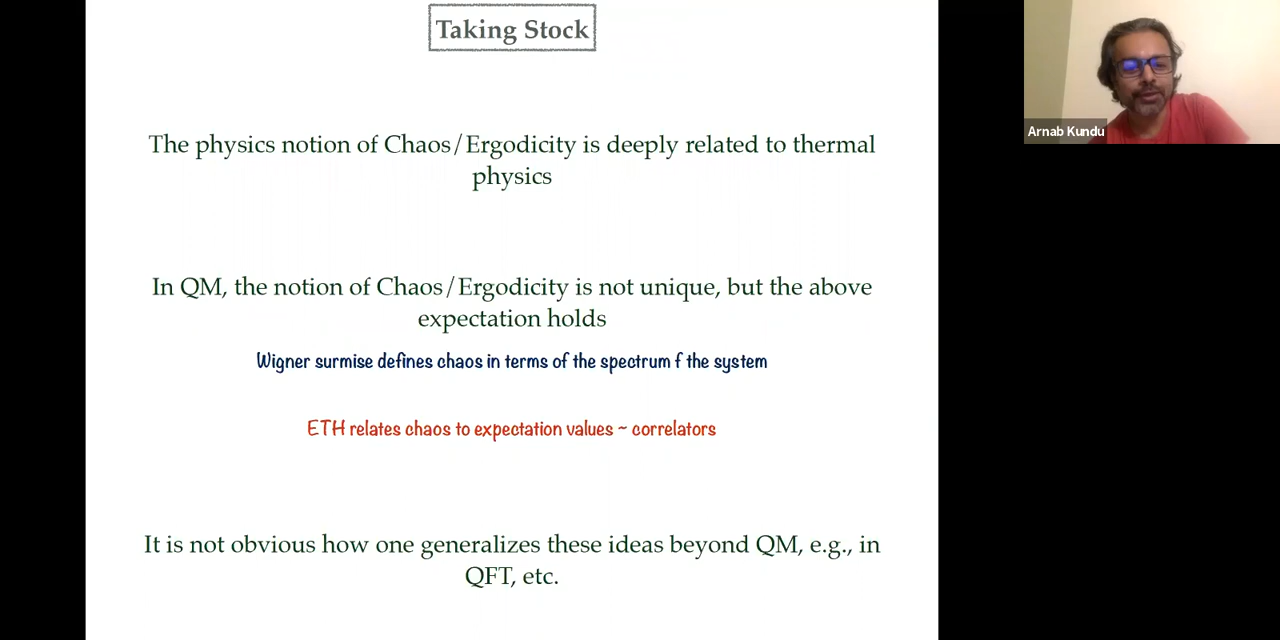 Taking Stock
The physics notion of Chaos/Ergodicity is deeply related to thermal
physics
In QM, the notion of Chaos/Ergodicity is not unique, but the above
expectation holds
Wigner surmise defines chaos in terms of the spectrum f the system
ETH relates chaos to expectation values ~ correlators
It is not obvious how one generalizes these ideas beyond QM, e.g., in
QFT, etc.
Arnab Kundu